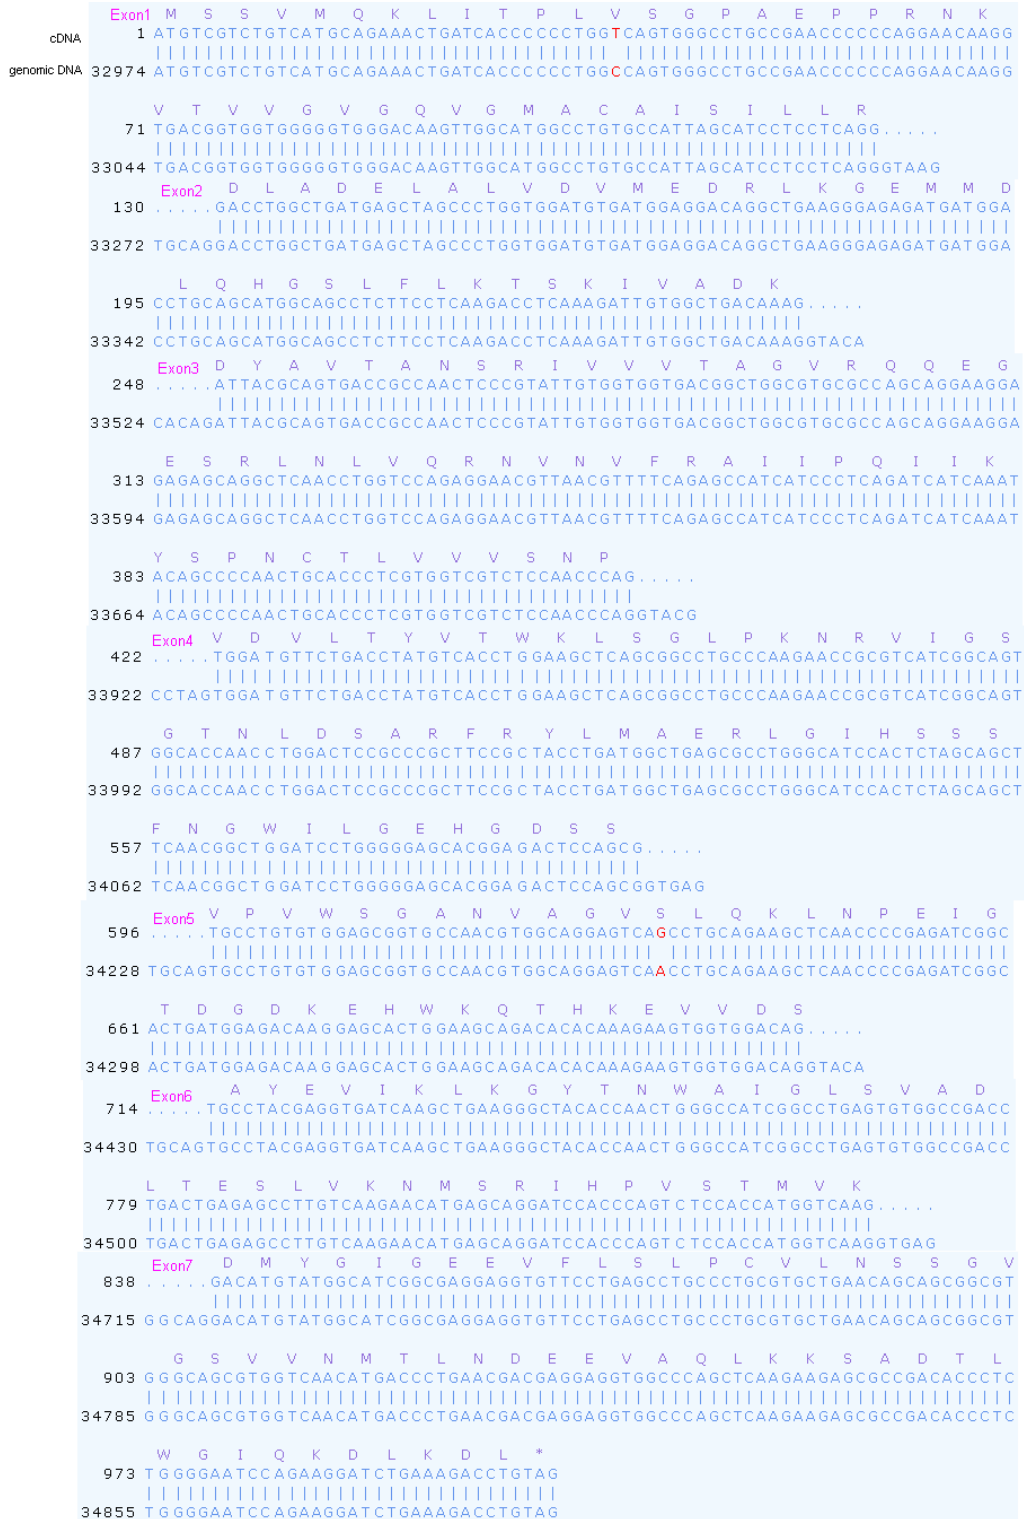 Exon1 M S S V M Q K L I T P L V S G P A E P P R N K
cDNA 1 ATGTCGTCTGTCATGCAGAAACTGATCACCCCCCTGGTCAGTGGGCCTGCCGAACCCCCCAGGAACAAGG
genomic DNA 32974 ATGTCGTCTGTCATGCAGAAACTGATCACCCCCCTGGCCAGTGGGCCTGCCGAACCCCCCAGGAACAAGG
V T V V G V G Q V G M A C A I S I L L R
71 TGACGGTGGTGGGGGTGGGACAAGTTGGCATGGCCTGTGCCATTAGCATCCTCCTCAGG.....
33044 TGACGGTGGTGGGGGTGGGACAAGTTGGCATGGCCTGTGCCATTAGCATCCTCCTCAGGGTAAG
Exon2 D L A D E L A L V D V M E D R L K G E M M D
130 .....GACCTGGCTGATGAGCTAGCCCTGGTGGATGTGATGGAGGACAGGCTGAAGGGAGAGATGATGGA
33272 TGCAGGACCTGGCTGATGAGCTAGCCCTGGTGGATGTGATGGAGGACAGGCTGAAGGGAGAGATGATGGA
L Q H G S L F L K T S K I V A D K
195 CCTGCAGCATGGCAGCCTCTTCCTCAAGACCTCAAAGATTGTGGCTGACAAAG.....
33342 CCTGCAGCATGGCAGCCTCTTCCTCAAGACCTCAAAGATTGTGGCTGACAAAGGTACA
Exon3 D Y A V T A N S R I V V V T A G V R Q Q E G
248 .....ATTACGCAGTGACCGCCAACTCCCGTATTGTGGTGGTGACGGCTGGCGTGCGCCAGCAGGAAGGA
33524 CACAGATTACGCAGTGACCGCCAACTCCCGTATTGTGGTGGTGACGGCTGGCGTGCGCCAGCAGGAAGGA
E S R L N L V Q R N V N V F R A I I P Q I I K
313 GAGAGCAGGCTCAACCTGGTCCAGAGGAACGTTAACGTTTTCAGAGCCATCATCCCTCAGATCATCAAAT
33594 GAGAGCAGGCTCAACCTGGTCCAGAGGAACGTTAACGTTTTCAGAGCCATCATCCCTCAGATCATCAAAT
Y S P N C T L V V V S N P
383 ACAGCCCCAACTGCACCCTCGTGGTCGTCTCCAACCCAG.....
33664 ACAGCCCCAACTGCACCCTCGTGGTCGTCTCCAACCCAGGTACG
Exon4 V D V L T Y V T W K L S G L P K N R V I G S
422 .....TGGATGTTCTGACCTATGTCACCTGGAAGCTCAGCGGCCTGCCCAAGAACCGCGTCATCGGCAGT
33922 CCTAGTGGATGTTCTGACCTATGTCACCTGGAAGCTCAGCGGCCTGCCCAAGAACCGCGTCATCGGCAGT
G T N L D S A R F R Y L M A E R L G I H S S S
487 GGCACCAACCTGGACTCCGCCCGCTTCCGCTACCTGATGGCTGAGCGCCTGGGCATCCACTCTAGCAGCT
33992 GGCACCAACCTGGACTCCGCCCGCTTCCGCTACCTGATGGCTGAGCGCCTGGGCATCCACTCTAGCAGCT
F N G W I L G E H G D S S
557 TCAACGGCTGGATCCTGGGGGAGCACGGAGACTCCAGCG.....
34062 TCAACGGCTGGATCCTGGGGGAGCACGGAGACTCCAGCGGTGAG
Exon5 V P V W S G A N V A G V S L Q K L N P E I G
596 .....TGCCTGTGTGGAGCGGTGCCAACGTGGCAGGAGTCAGCCTGCAGAAGCTCAACCCCGAGATCGGC
34228 TGCAGTGCCTGTGTGGAGCGGTGCCAACGTGGCAGGAGTCAACCTGCAGAAGCTCAACCCCGAGATCGGC
T D G D K E H W K Q T H K E V V D S
661 ACTGATGGAGACAAGGAGCACTGGAAGCAGACACACAAAGAAGTGGTGGACAG.....
34298 ACTGATGGAGACAAGGAGCACTGGAAGCAGACACACAAAGAAGTGGTGGACAGGTACA
Exon6 A Y E V I K L K G Y T N W A I G L S V A D
714 .....TGCCTACGAGGTGATCAAGCTGAAGGGCTACACCAACTGGGCCATCGGCCTGAGTGTGGCCGACC
34430 TGCAGTGCCTACGAGGTGATCAAGCTGAAGGGCTACACCAACTGGGCCATCGGCCTGAGTGTGGCCGACC
L T E S L V K N M S R I H P V S T M V K
779 TGACTGAGAGCCTTGTCAAGAACATGAGCAGGATCCACCCAGTCTCCACCATGGTCAAG.....
34500 TGACTGAGAGCCTTGTCAAGAACATGAGCAGGATCCACCCAGTCTCCACCATGGTCAAGGTGAG
Exon7 D M Y G I G E E V F L S L P C V L N S S G V
838 .....GACATGTATGGCATCGGCGAGGAGGTGTTCCTGAGCCTGCCCTGCGTGCTGAACAGCAGCGGCGT
34715 GGCAGGACATGTATGGCATCGGCGAGGAGGTGTTCCTGAGCCTGCCCTGCGTGCTGAACAGCAGCGGCGT
G S V V N M T L N D E E V A Q L K K S A D T L
903 GGGCAGCGTGGTCAACATGACCCTGAACGACGAGGAGGTGGCCCAGCTCAAGAAGAGCGCCGACACCCTC
34785 GGGCAGCGTGGTCAACATGACCCTGAACGACGAGGAGGTGGCCCAGCTCAAGAAGAGCGCCGACACCCTC
W G I Q K D L K D L *
973 TGGGGAATCCAGAAGGATCTGAAAGACCTGTAG
34855 TGGGGAATCCAGAAGGATCTGAAAGACCTGTAG